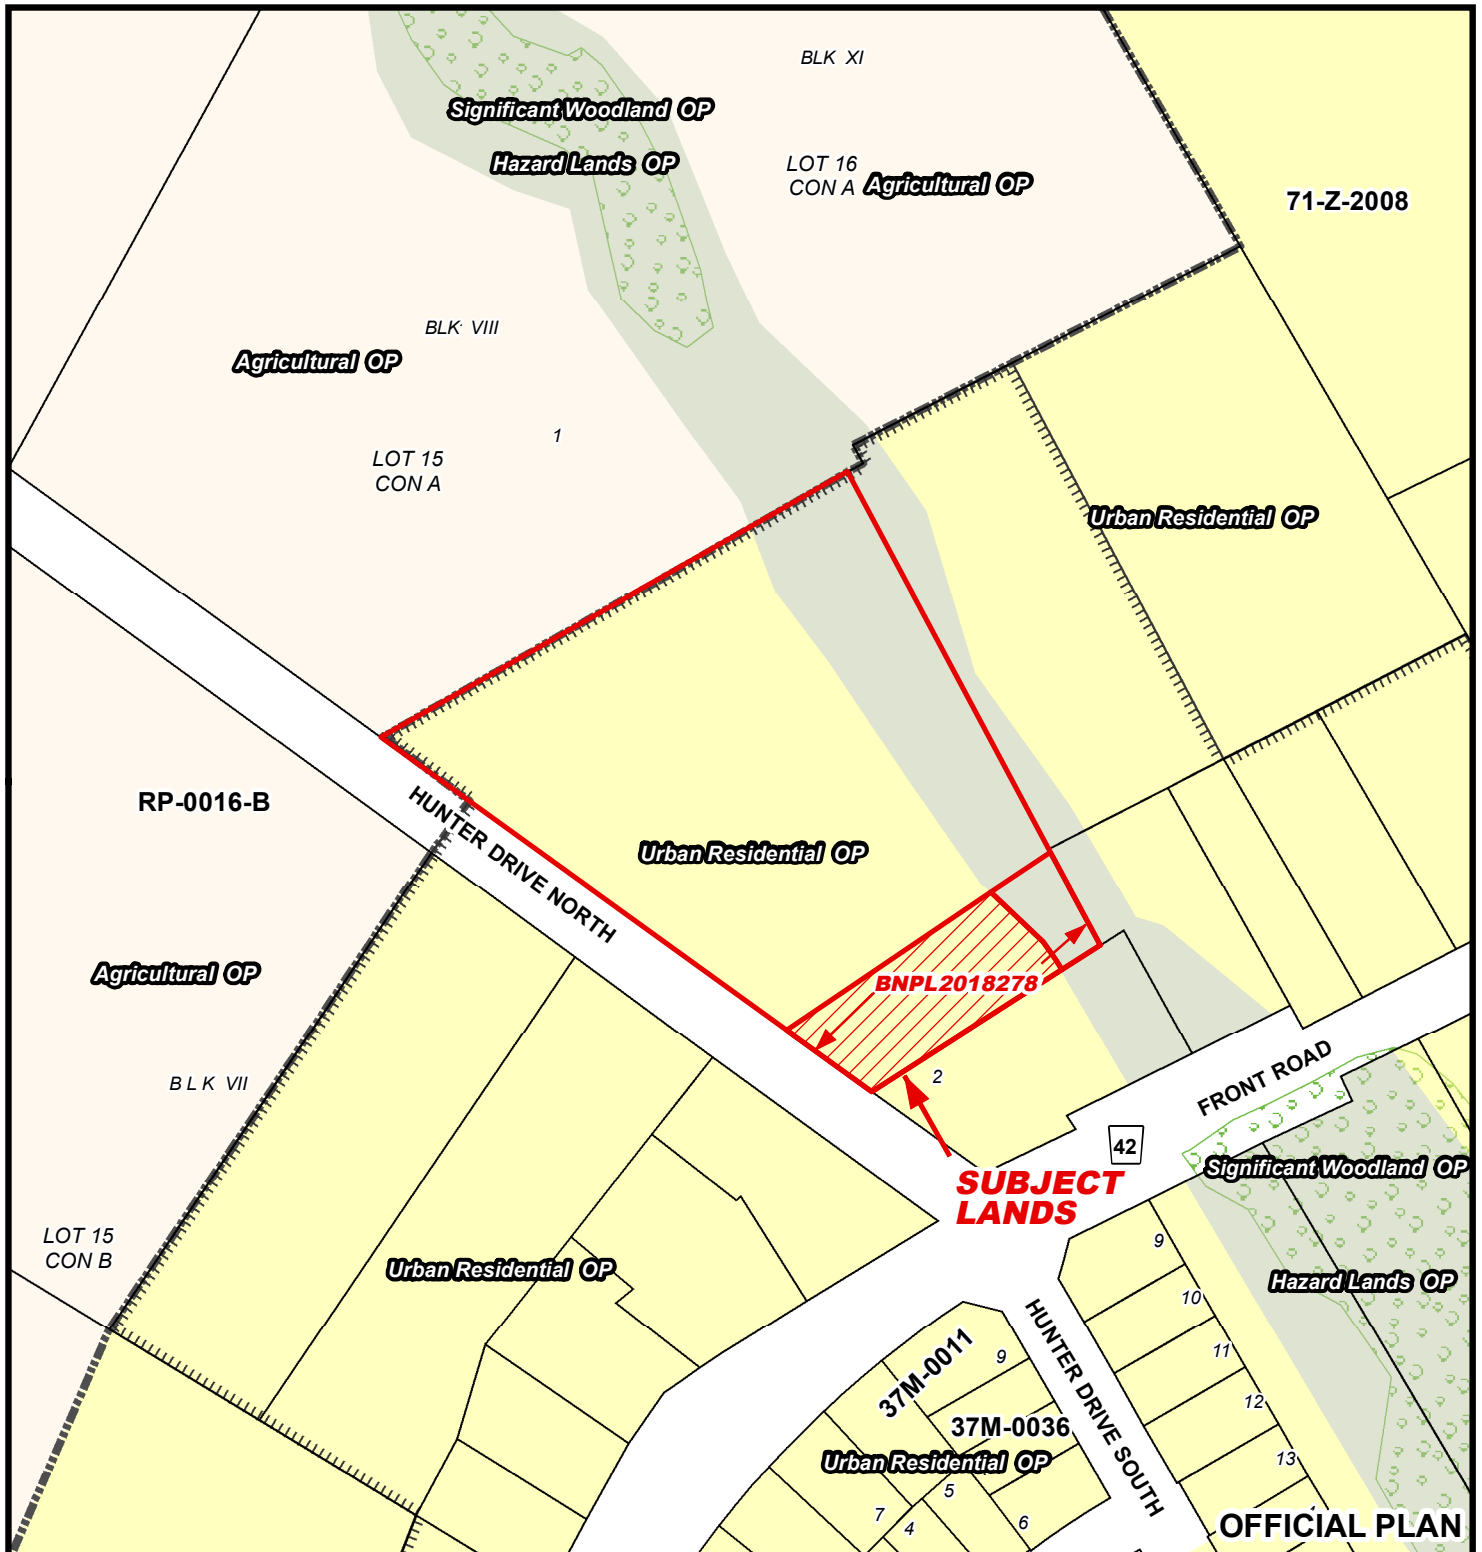 BLK XI
Significant Woodland OP
Hazard Lands OP
LOT 16
CON A
Agricultural OP
71-Z-2008
BLK VIII
Agricultural OP
1
LOT 15
CON A
Urban Residential OP
RP-0016-B
HUNTER DRIVE NORTH
Urban Residential OP
Agricultural OP
BNPL2018278
BLK VII
2
FRONT ROAD
42
SUBJECT
LANDS
Significant Woodland OP
LOT 15
CON B
Urban Residential OP
9
Hazard Lands OP
10
HUNTER DRIVE SOUTH
37M-0011
9
11
12
37M-0036
Urban Residential OP
13
5
7
4
6
OFFICIAL PLAN